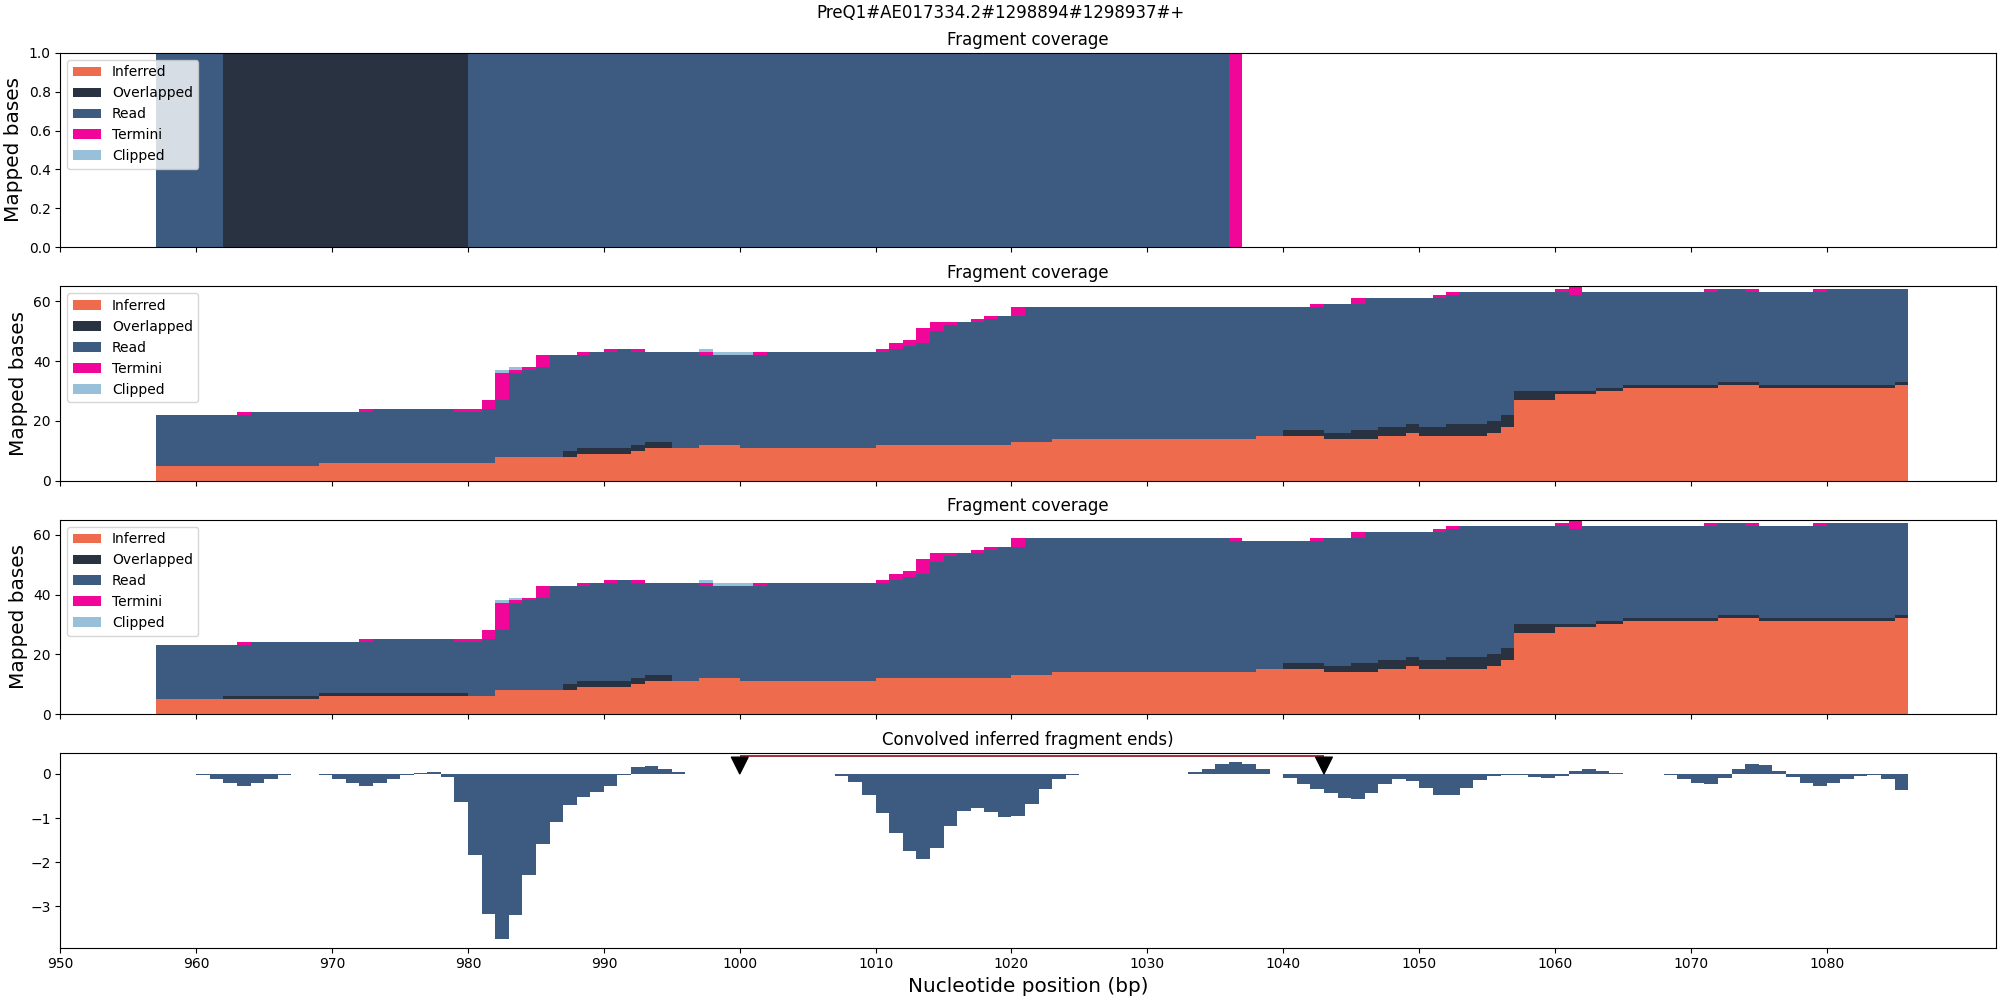 PreQ1#AE017334.2#1298894#1298937#+
Fragment coverage
Mapped bases
1.0
0.8
0.6
0.4
0.2
0.0
Inferred
Overlapped
Read
Termini
Clipped
Fragment coverage
Mapped bases
60
40
20
0
Inferred
Overlapped
Read
Termini
Clipped
Fragment coverage
Mapped bases
60
40
20
0
Inferred
Overlapped
Read
Termini
Clipped
Convolved inferred fragment ends)
0
−1
−2
−3
950 960 970 980 990 1000 1010 1020 1030 1040 1050 1060 1070 1080
Nucleotide position (bp)